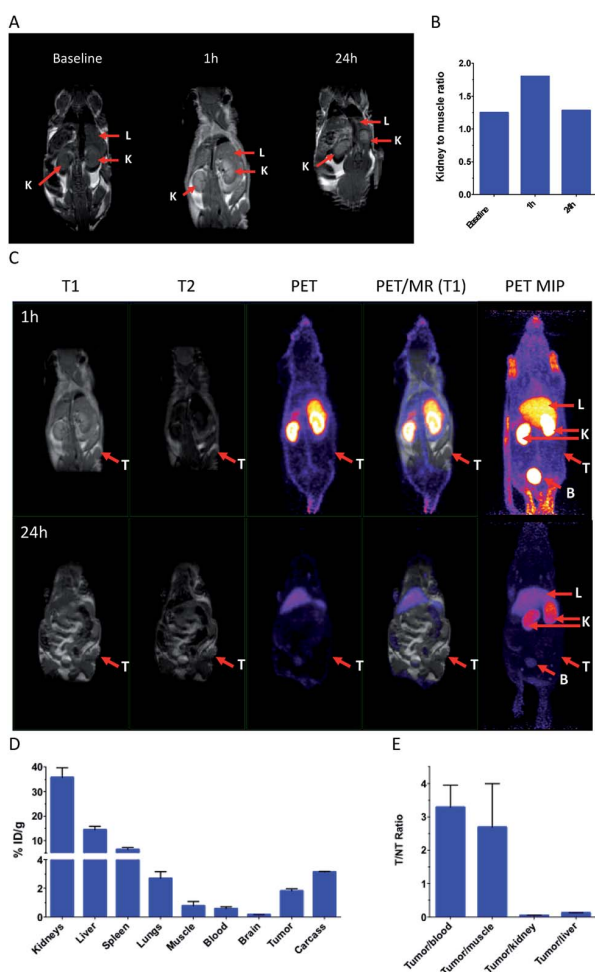 A
Baseline 1h 24h
L
K
K
L
K
K
L
K
K
B
Kidney to muscle ratio
2.0
1.5
1.0
0.5
0.0
Baseline 1h 24h
C
T1 T2 PET PET/MR (T1) PET MIP
1h
L
K
T T T T T
B
24h
L
K
T T T T T
B
D
% ID/g
40
30
20
10
4
2
0
Kidneys Liver Spleen Lungs Muscle Blood Brain Tumor Carcass
E
T/NT Ratio
4
3
2
1
0
Tumor/blood Tumor/muscle Tumor/kidney Tumor/liver